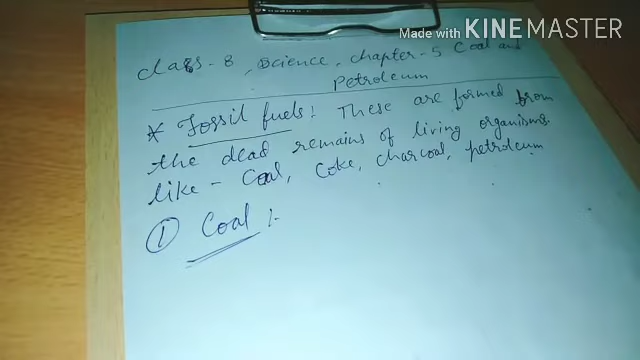 Made with KINEMASTER
Class - 8, Science, chapter - 5 Coal and
Petroleum
* Fossil fuels: These are formed from
the dead remains of living organisms
like - Coal, Coke, charcoal, petroleum
① Coal :-